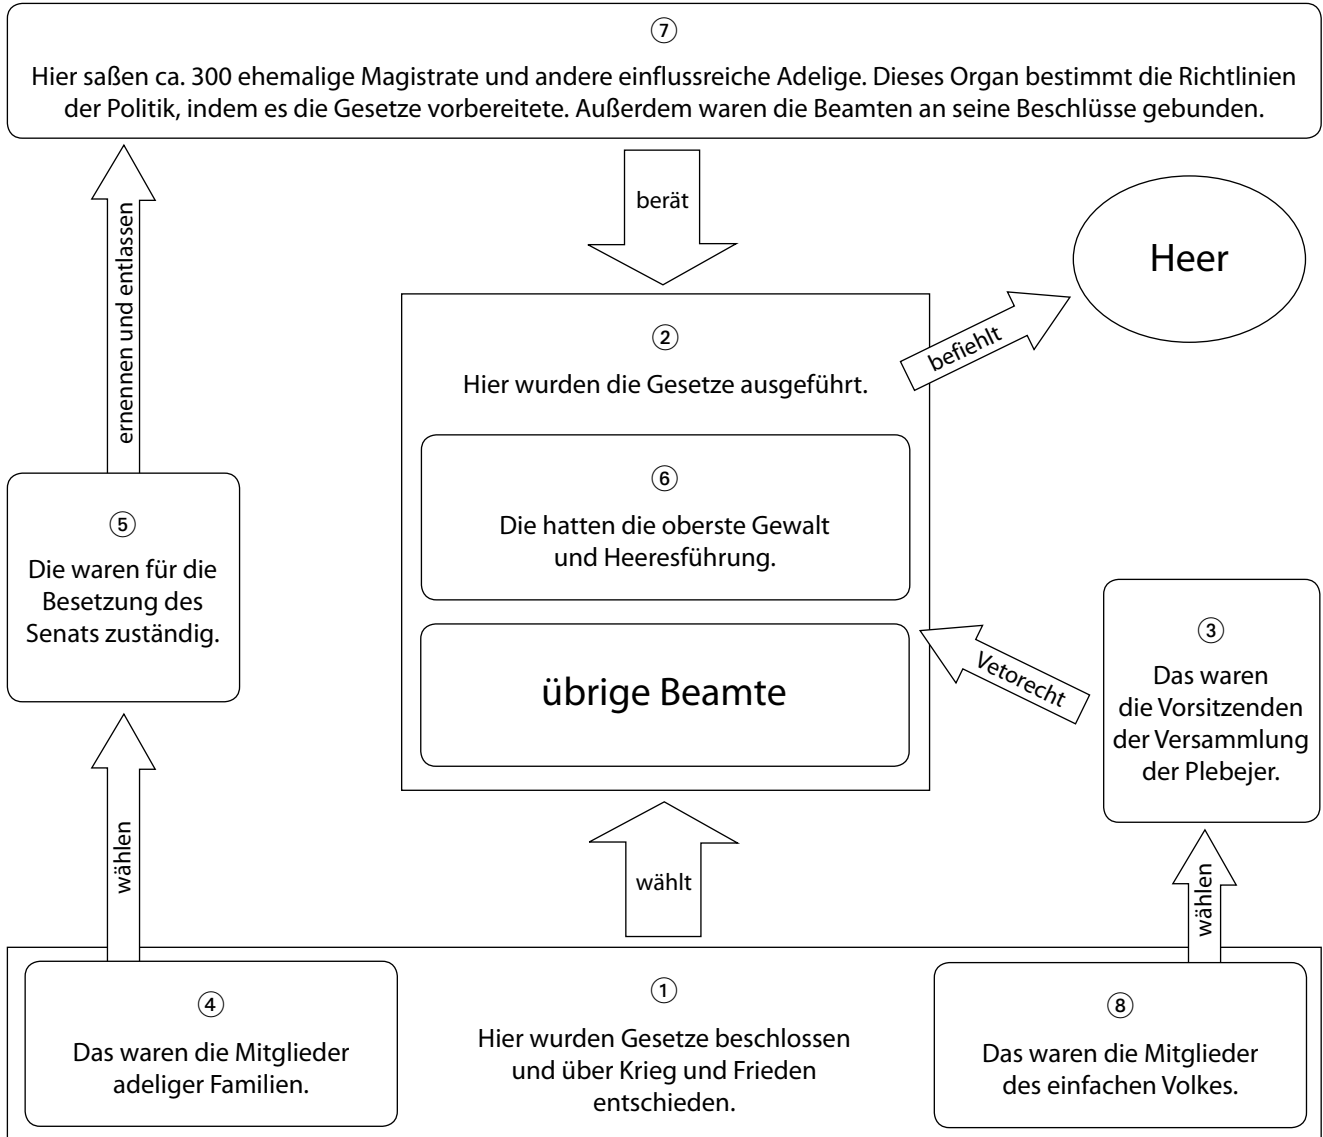 ⑦
Hier saßen ca. 300 ehemalige Magistrate und andere einflussreiche Adelige. Dieses Organ bestimmt die Richtlinien
der Politik, indem es die Gesetze vorbereitete. Außerdem waren die Beamten an seine Beschlüsse gebunden.
ernennen und entlassen
berät
Heer
befiehlt
②
Hier wurden die Gesetze ausgeführt.
⑥
Die hatten die oberste Gewalt
und Heeresführung.
übrige Beamte
⑤
Die waren für die
Besetzung des
Senats zuständig.
Vetorecht
③
Das waren
die Vorsitzenden
der Versammlung
der Plebejer.
wählen
wählt
wählen
④
Das waren die Mitglieder
adeliger Familien.
①
Hier wurden Gesetze beschlossen
und über Krieg und Frieden
entschieden.
⑧
Das waren die Mitglieder
des einfachen Volkes.